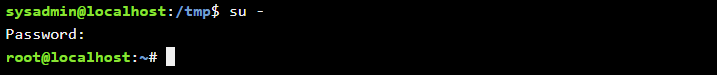 sysadmin@localhost:/tmp$ su -
Password:
root@localhost:~#